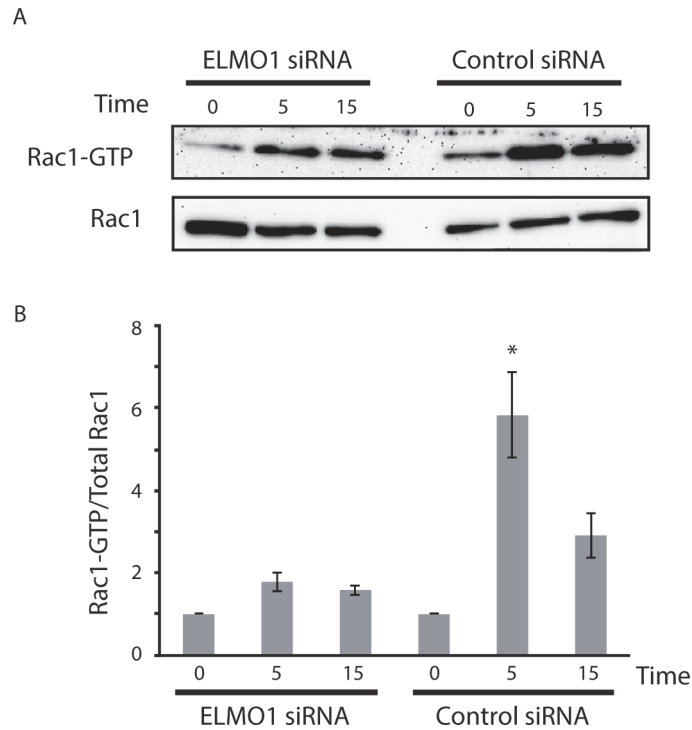 A
ELMO1 siRNA Control siRNA
Time 0 5 15 0 5 15
Rac1-GTP
Rac1
B
Rac1-GTP/Total Rac1
8
6
4
2
0
*
0 5 15 0 5 15 Time
ELMO1 siRNA Control siRNA